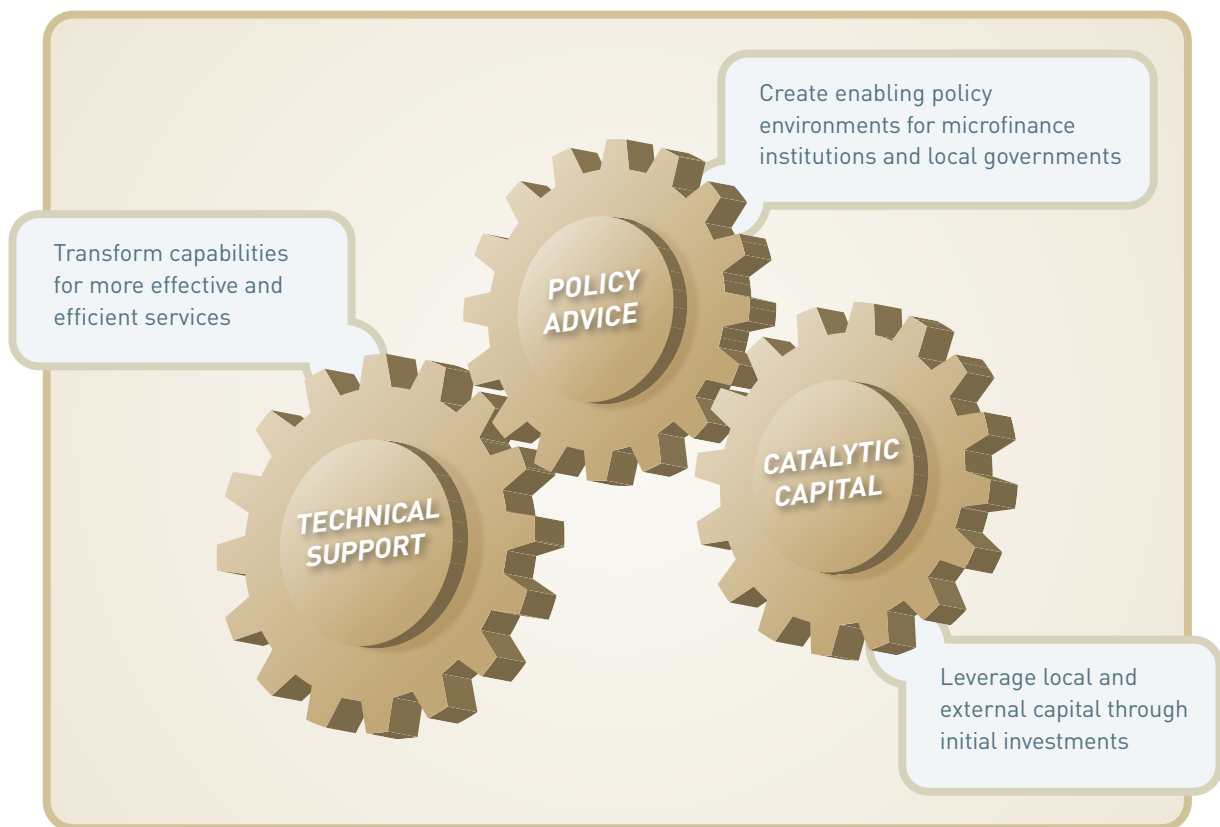 Create enabling policy
environments for microfinance
institutions and local governments
Transform capabilities
for more effective and
efficient services
POLICY
ADVICE
CATALYTIC
CAPITAL
TECHNICAL
SUPPORT
Leverage local and
external capital through
initial investments